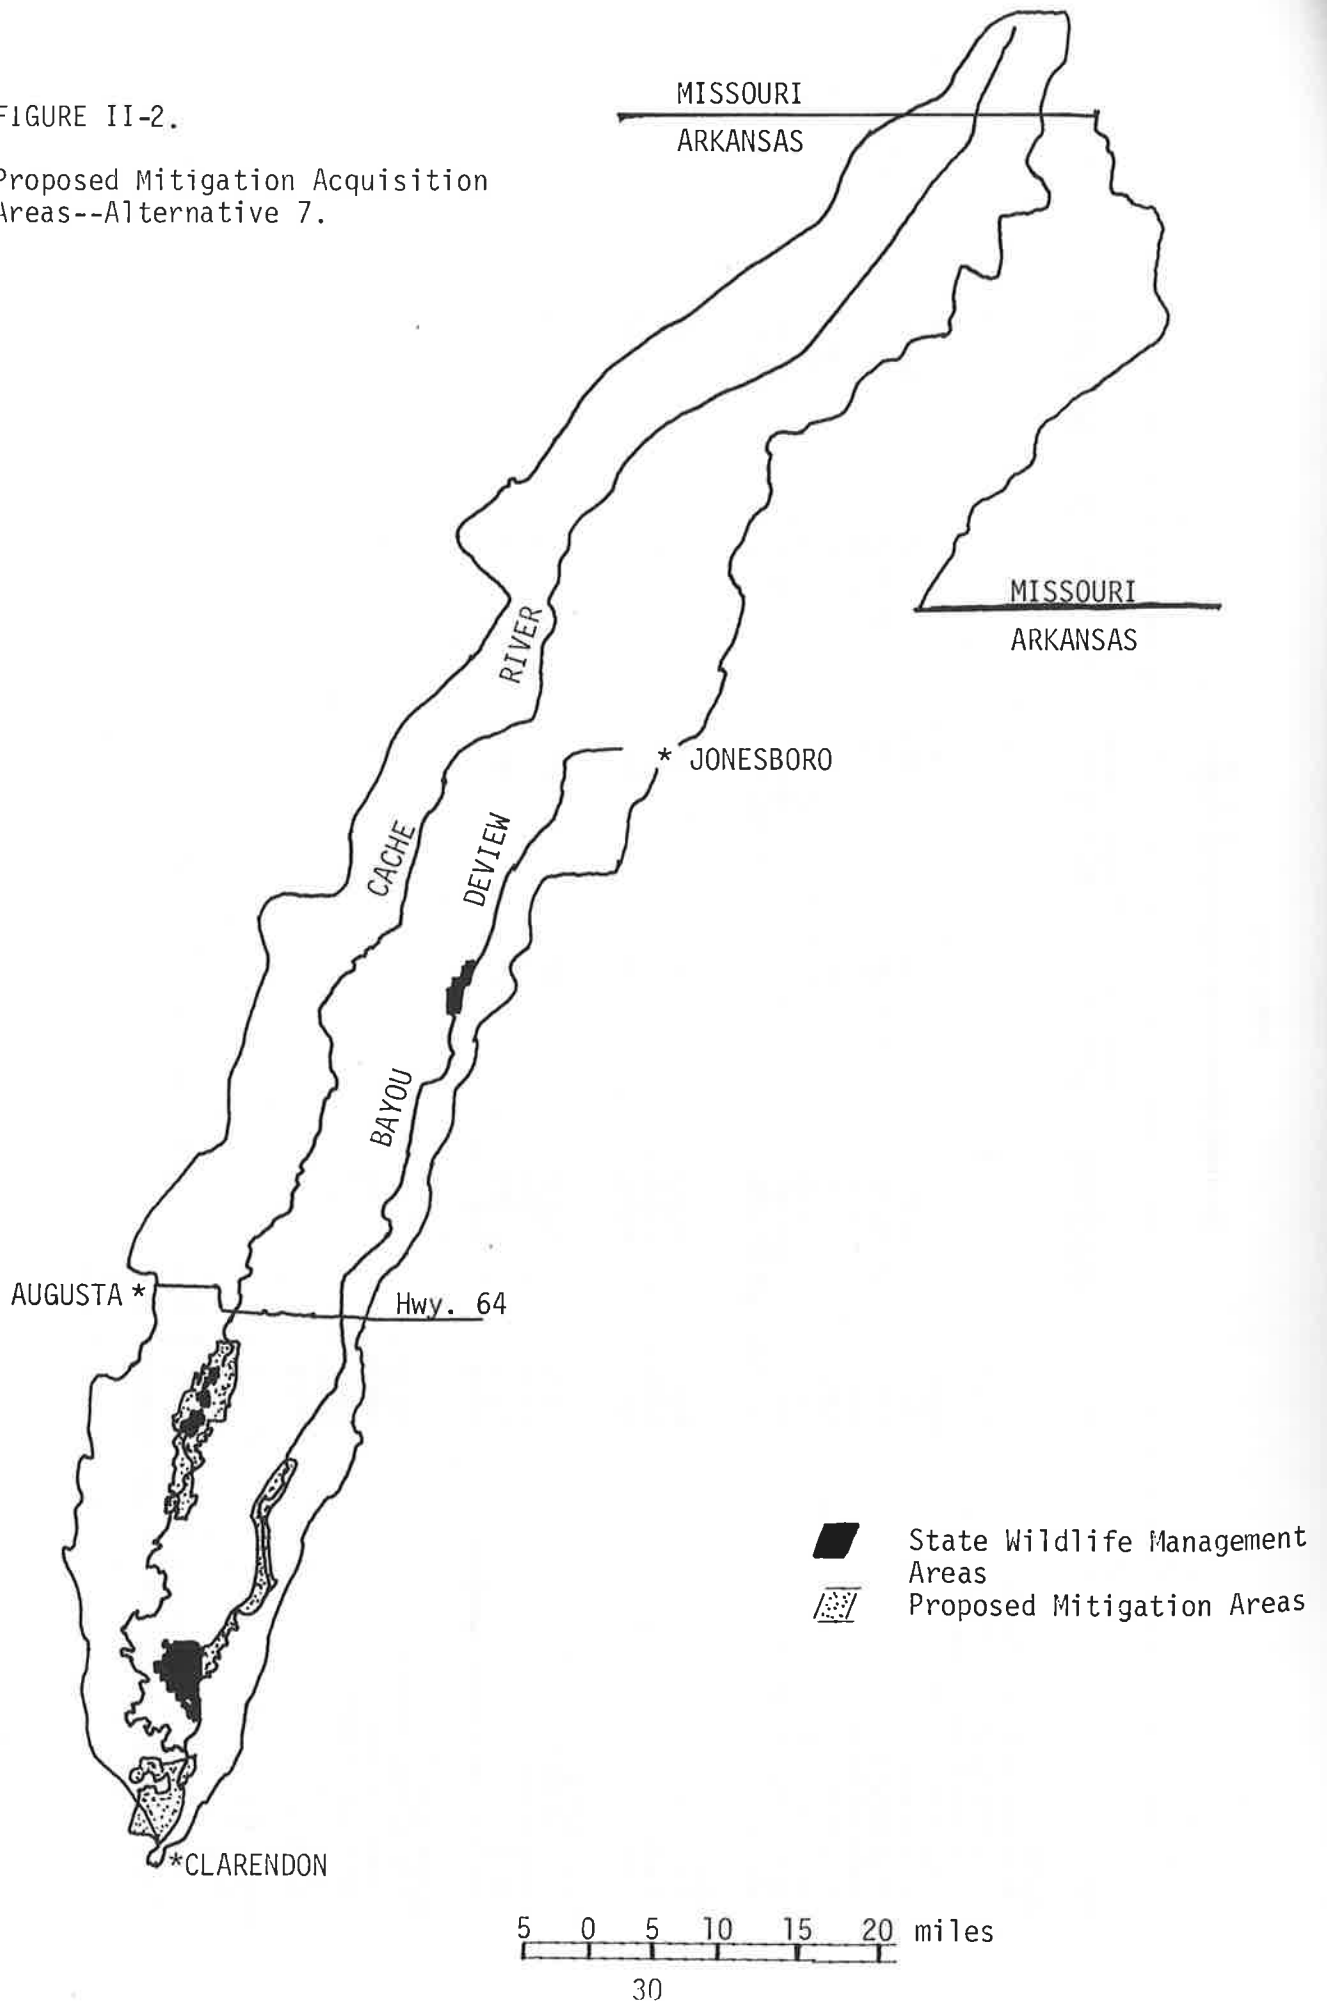 FIGURE II-2.
Proposed Mitigation Acquisition
Areas--Alternative 7.
MISSOURI
ARKANSAS
MISSOURI
ARKANSAS
RIVER
* JONESBORO
CACHE
DEVIEW
BAYOU
AUGUSTA *
Hwy. 64
State Wildlife Management
Areas
Proposed Mitigation Areas
*CLARENDON
5 0 5 10 15 20 miles
30